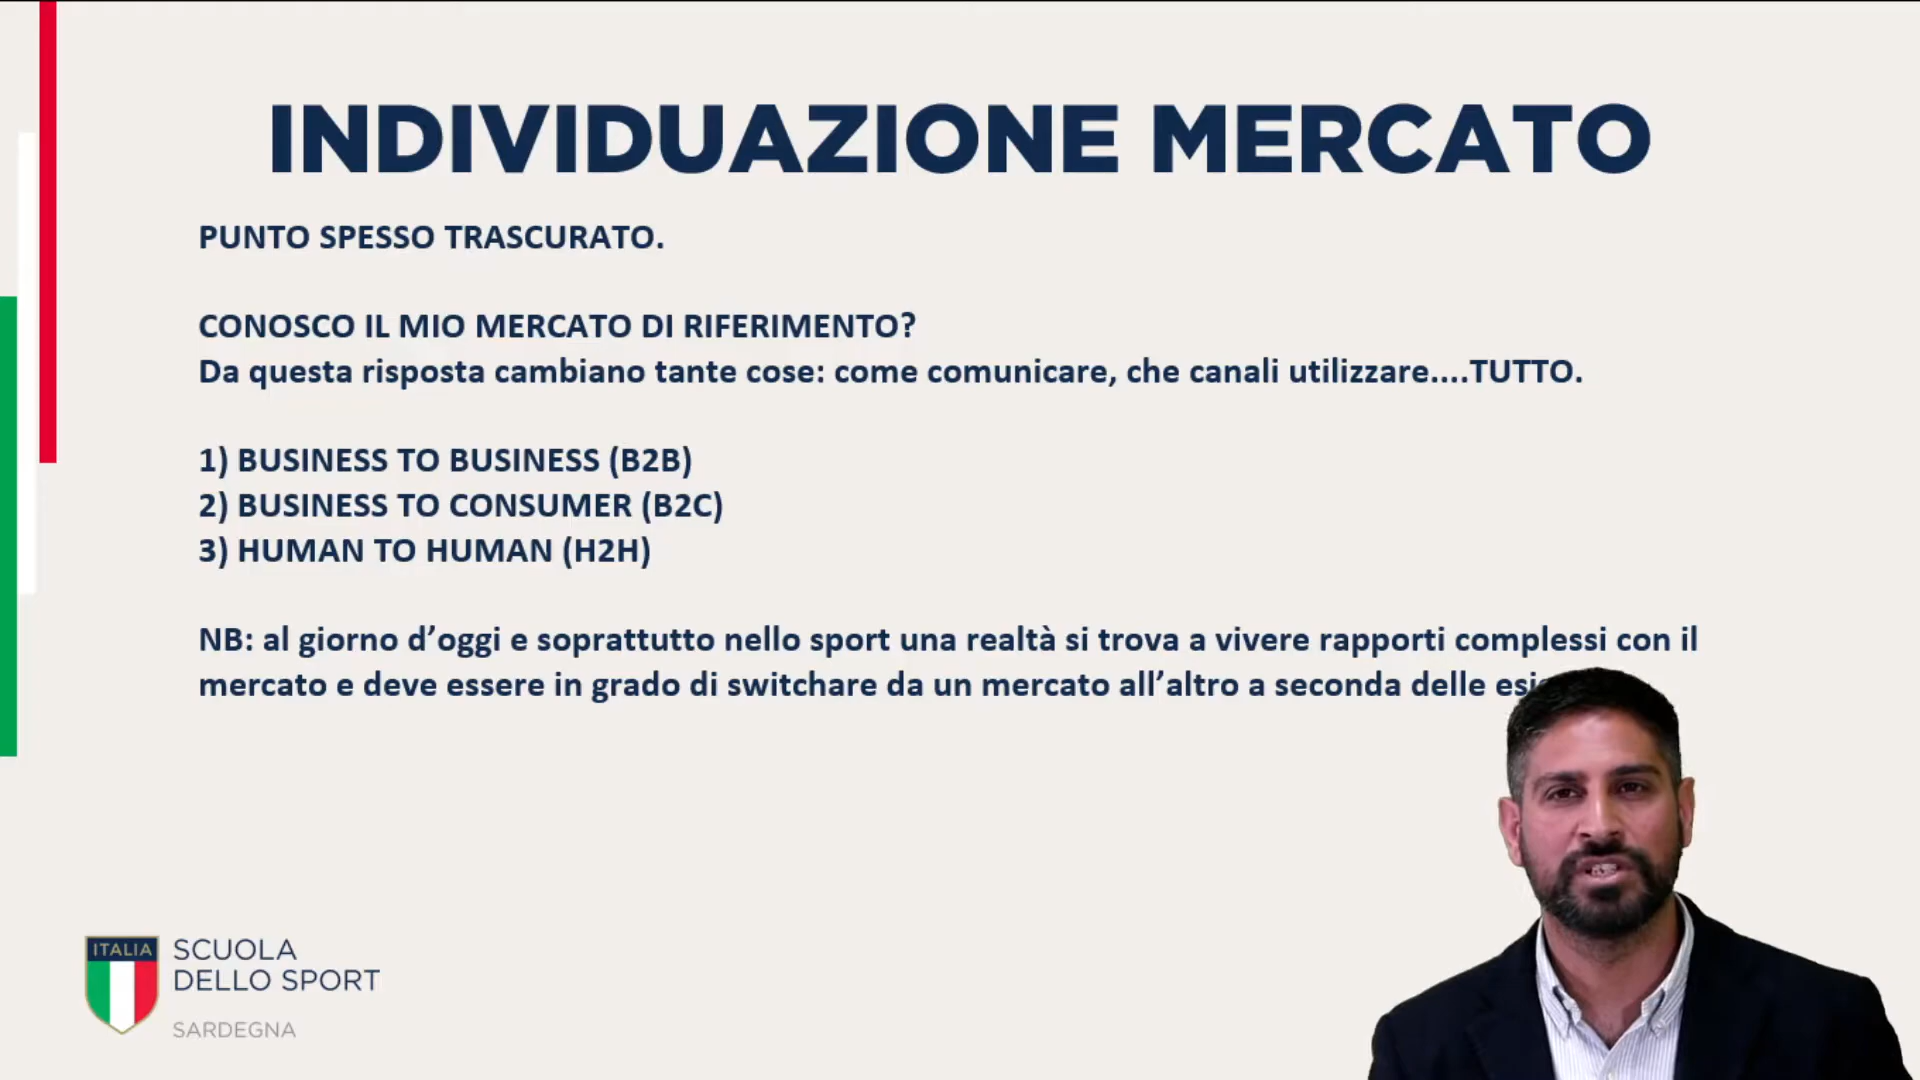 INDIVIDUAZIONE MERCATO
PUNTO SPESSO TRASCURATO.
CONOSCO IL MIO MERCATO DI RIFERIMENTO?
Da questa risposta cambiano tante cose: come comunicare, che canali utilizzare....TUTTO.
1) BUSINESS TO BUSINESS (B2B)
2) BUSINESS TO CONSUMER (B2C)
3) HUMAN TO HUMAN (H2H)
NB: al giorno d’oggi e soprattutto nello sport una realtà si trova a vivere rapporti complessi con il
mercato e deve essere in grado di switchare da un mercato all’altro a seconda delle
ITALIA
SCUOLA
DELLO SPORT
SARDEGNA